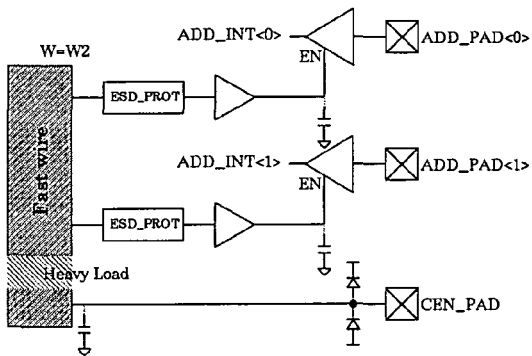 ADD_INT<0>
ADD_PAD<0>
W=W2
EN
ESD_PROT
ADD_INT<1>
ADD_PAD<1>
EN
Fast wire
ESD_PROT
Heavy Load
CEN_PAD